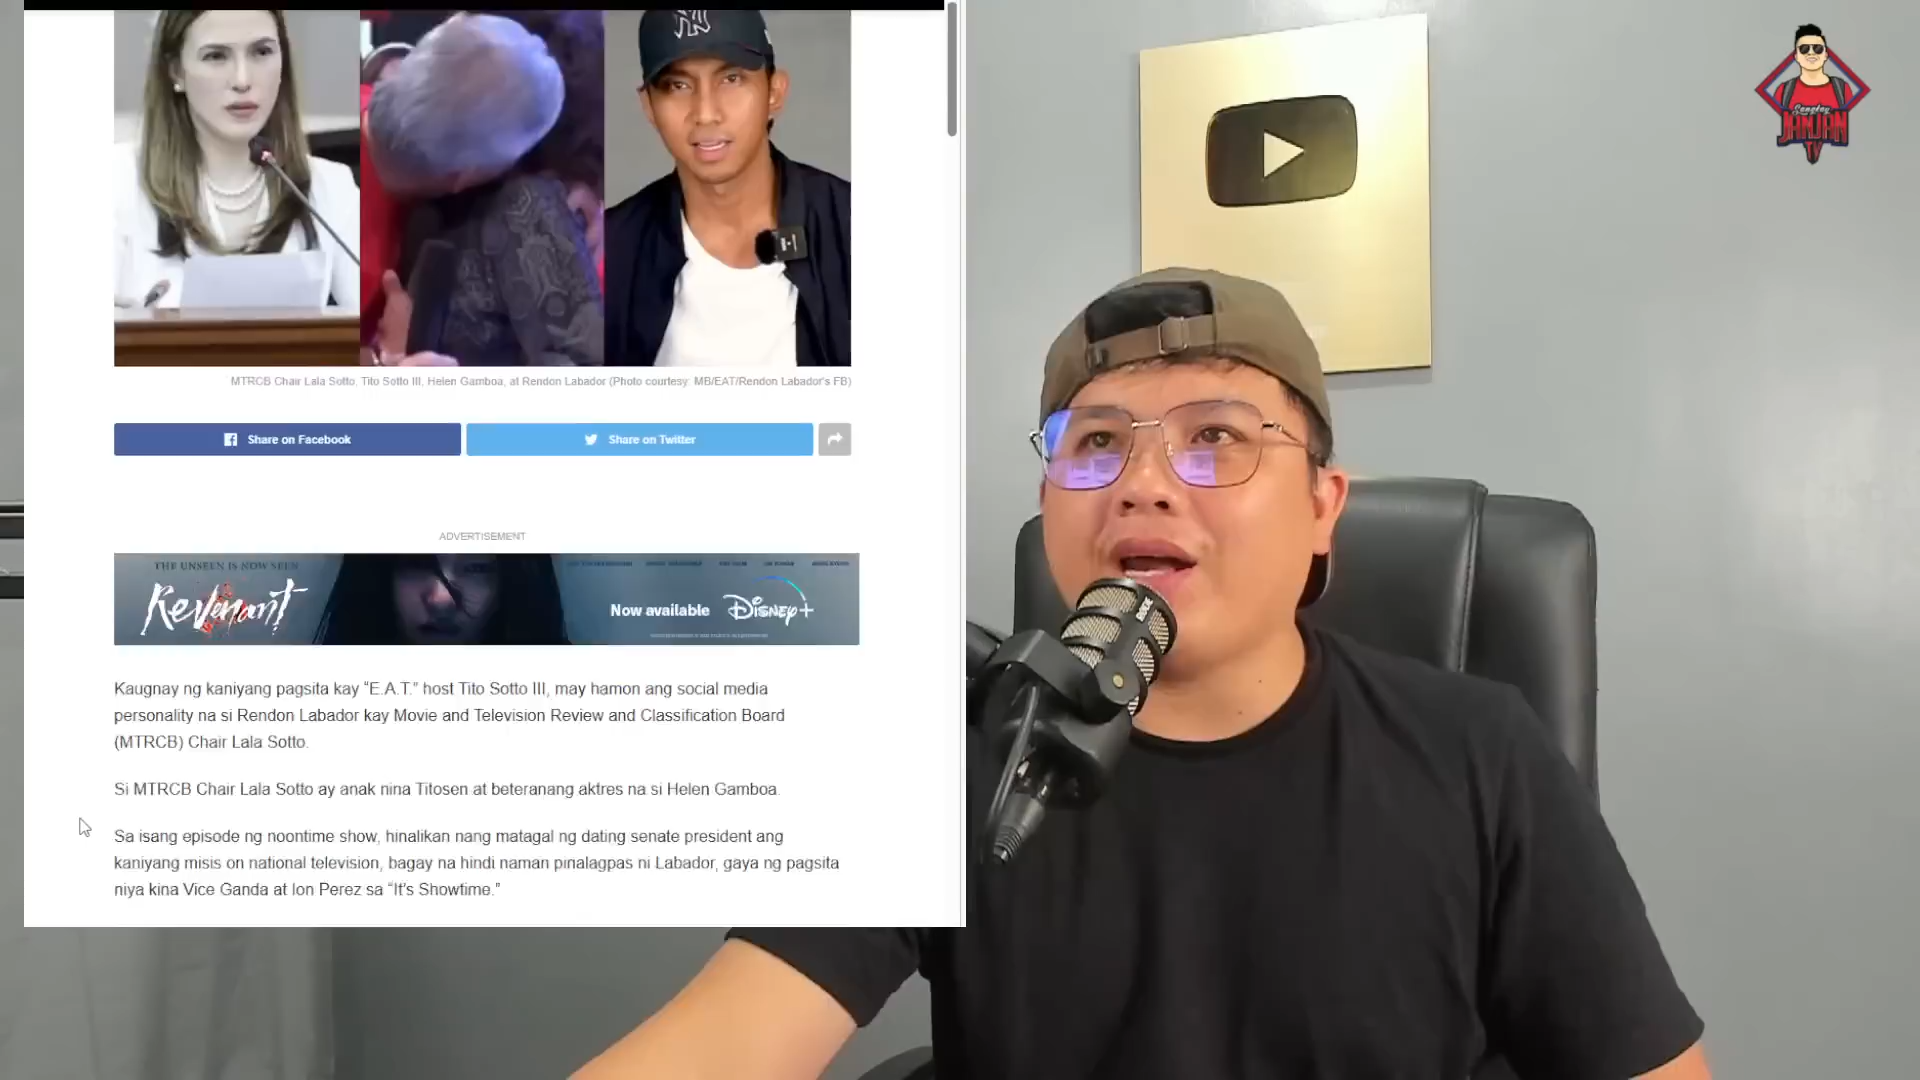 MTRCB Chair Lala Sotto, Tito Sotto III, Helen Gamboa, at Rendon Labador (Photo courtesy: MB/EAT/Rendon Labador's FB)
Share on Facebook
Share on Twitter
ADVERTISEMENT
THE UNSEEN IS NOW SEEN
Revenant
Now available
Disney+
Kaugnay ng kaniyang pagsita kay “E.A.T.” host Tito Sotto III, may hamon ang social media
personality na si Rendon Labador kay Movie and Television Review and Classification Board
(MTRCB) Chair Lala Sotto.
Si MTRCB Chair Lala Sotto ay anak nina Titosen at beteranang aktres na si Helen Gamboa.
Sa isang episode ng noontime show, hinalikan nang matagal ng dating senate president ang
kaniyang misis on national television, bagay na hindi naman pinalagpas ni Labador, gaya ng pagsita
niya kina Vice Ganda at Ion Perez sa “It's Showtime.”
Sangkay
JANJAN
TV
RODE